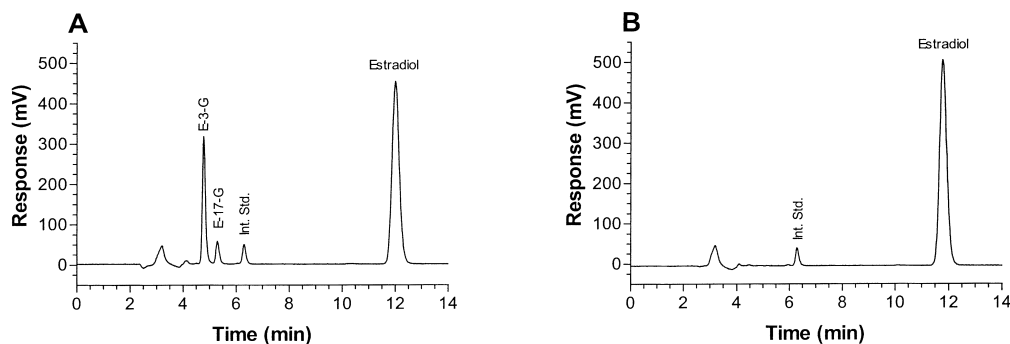 A
Response (mV)
500
400
300
200
100
0
E-3-G
E-17-G
Int. Std.
Estradiol
0 2 4 6 8 10 12 14
Time (min)
B
Response (mV)
500
400
300
200
100
0
Int. Std.
Estradiol
0 2 4 6 8 10 12 14
Time (min)